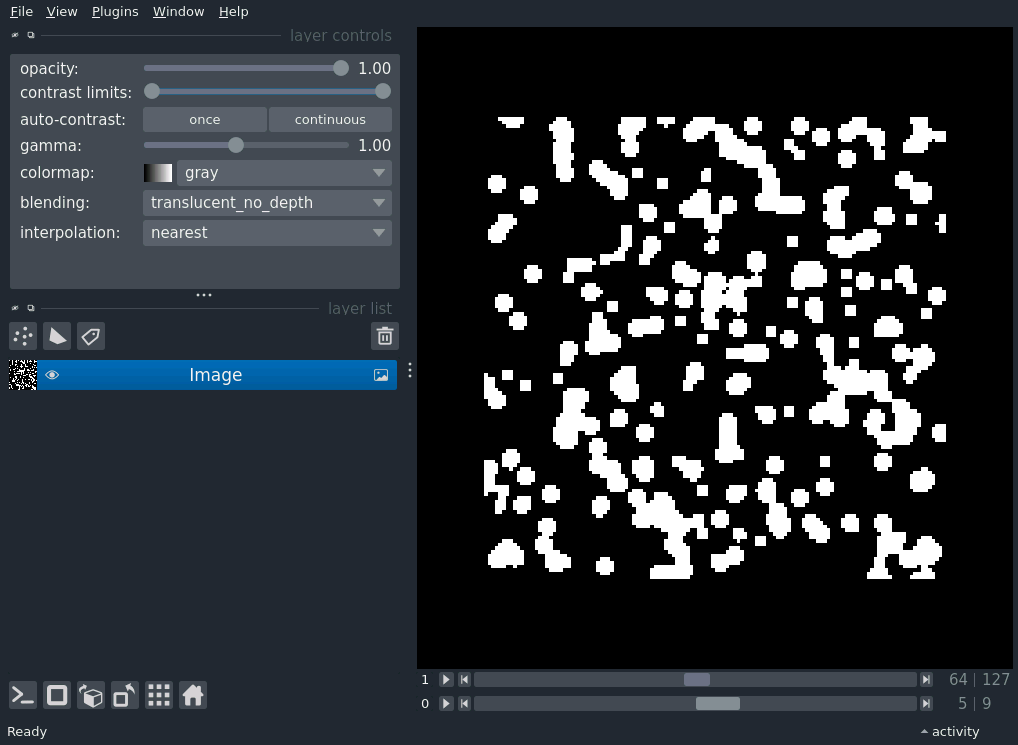 File View Plugins Window Help
layer controls
opacity: 1.00
contrast limits:
auto-contrast: once continuous
gamma: 1.00
colormap: gray
blending: translucent_no_depth
interpolation: nearest
layer list
Image
1 64 | 127
0 5 | 9
Ready activity